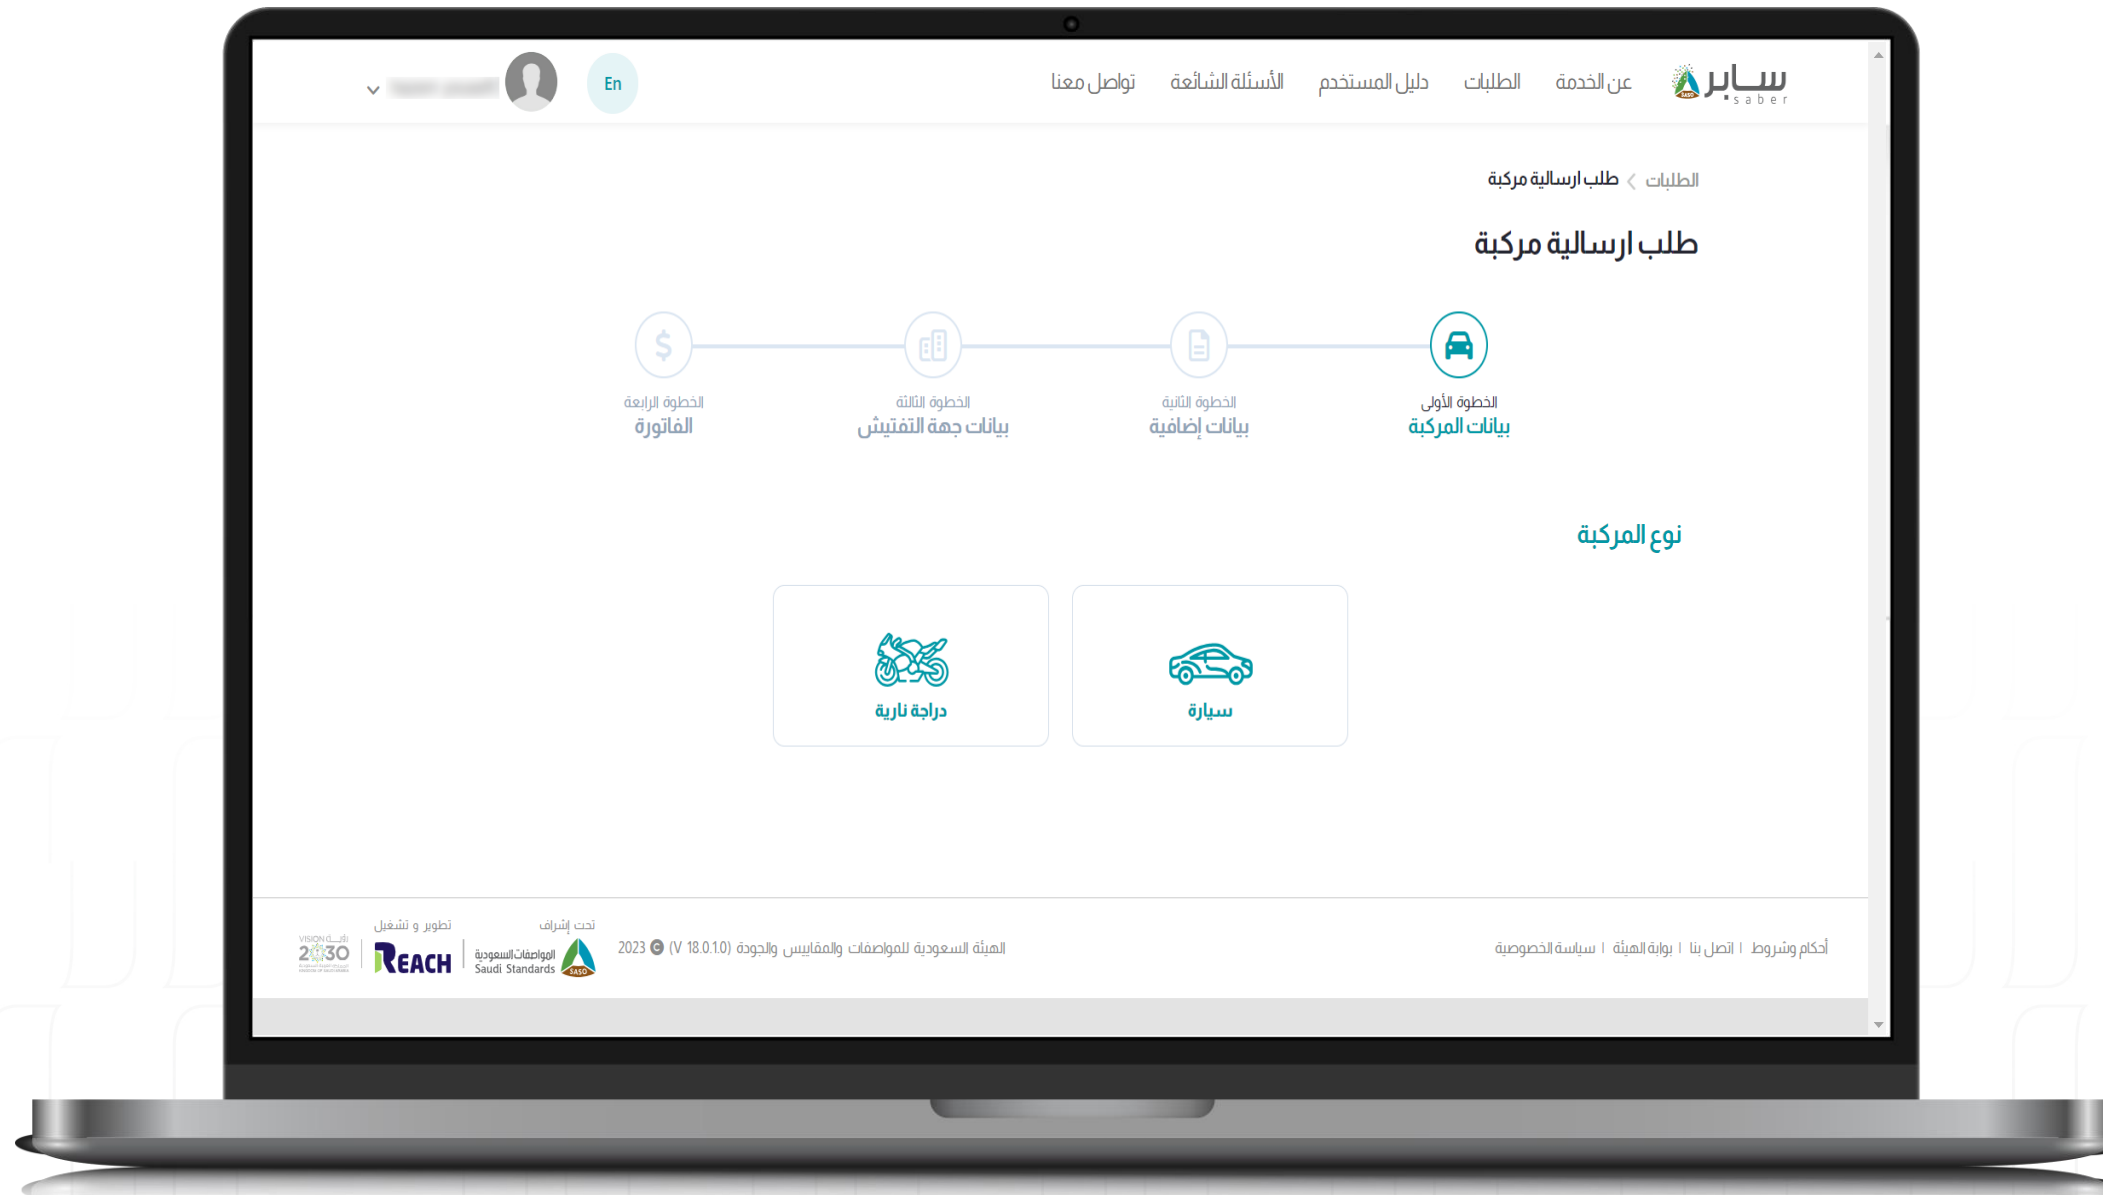 سابر
saber
SASO
عن الخدمة
الطلبات
دليل المستخدم
الأسئلة الشائعة
تواصل معنا
En
الطلبات
طلب ارسالية مركبة
طلب ارسالية مركبة
الخطوة الأولى
بيانات المركبة
الخطوة الثانية
بيانات إضافية
الخطوة الثالثة
بيانات جهة التفتيش
$
الخطوة الرابعة
الفاتورة
نوع المركبة
سيارة
دراجة نارية
أحكام وشروط | اتصل بنا | بوابة الهيئة | سياسة الخصوصية
الهيئة السعودية للمواصفات والمقاييس والجودة (V 18.0.1.0) © 2023
تحت إشراف
المواصفات السعودية
Saudi Standards
SASO
تطوير و تشغيل
REACH
VISION رؤية
2030